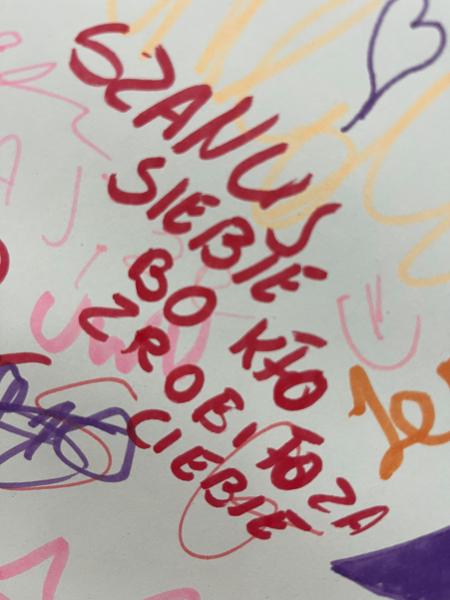 SZANUJ
SIEBIE
BO KTO
ZROBI TO ZA
CIEBIE